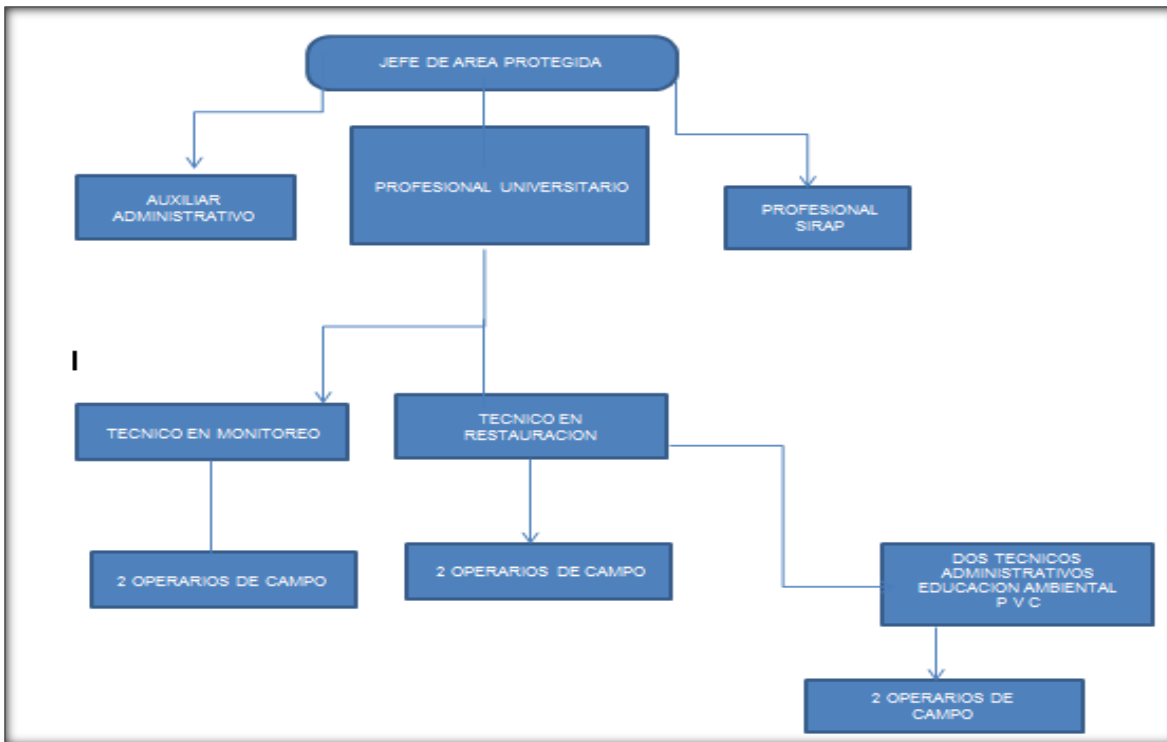 JEFE DE AREA PROTEGIDA
AUXILIAR
ADMINISTRATIVO
PROFESIONAL UNIVERSITARIO
PROFESIONAL
SIRAP
I
TECNICO EN MONITOREO
TECNICO EN
RESTAURACION
2 OPERARIOS DE CAMPO
2 OPERARIOS DE CAMPO
DOS TECNICOS
ADMINISTRATIVOS
EDUCACION AMBIENTAL
P V C
2 OPERARIOS DE
CAMPO